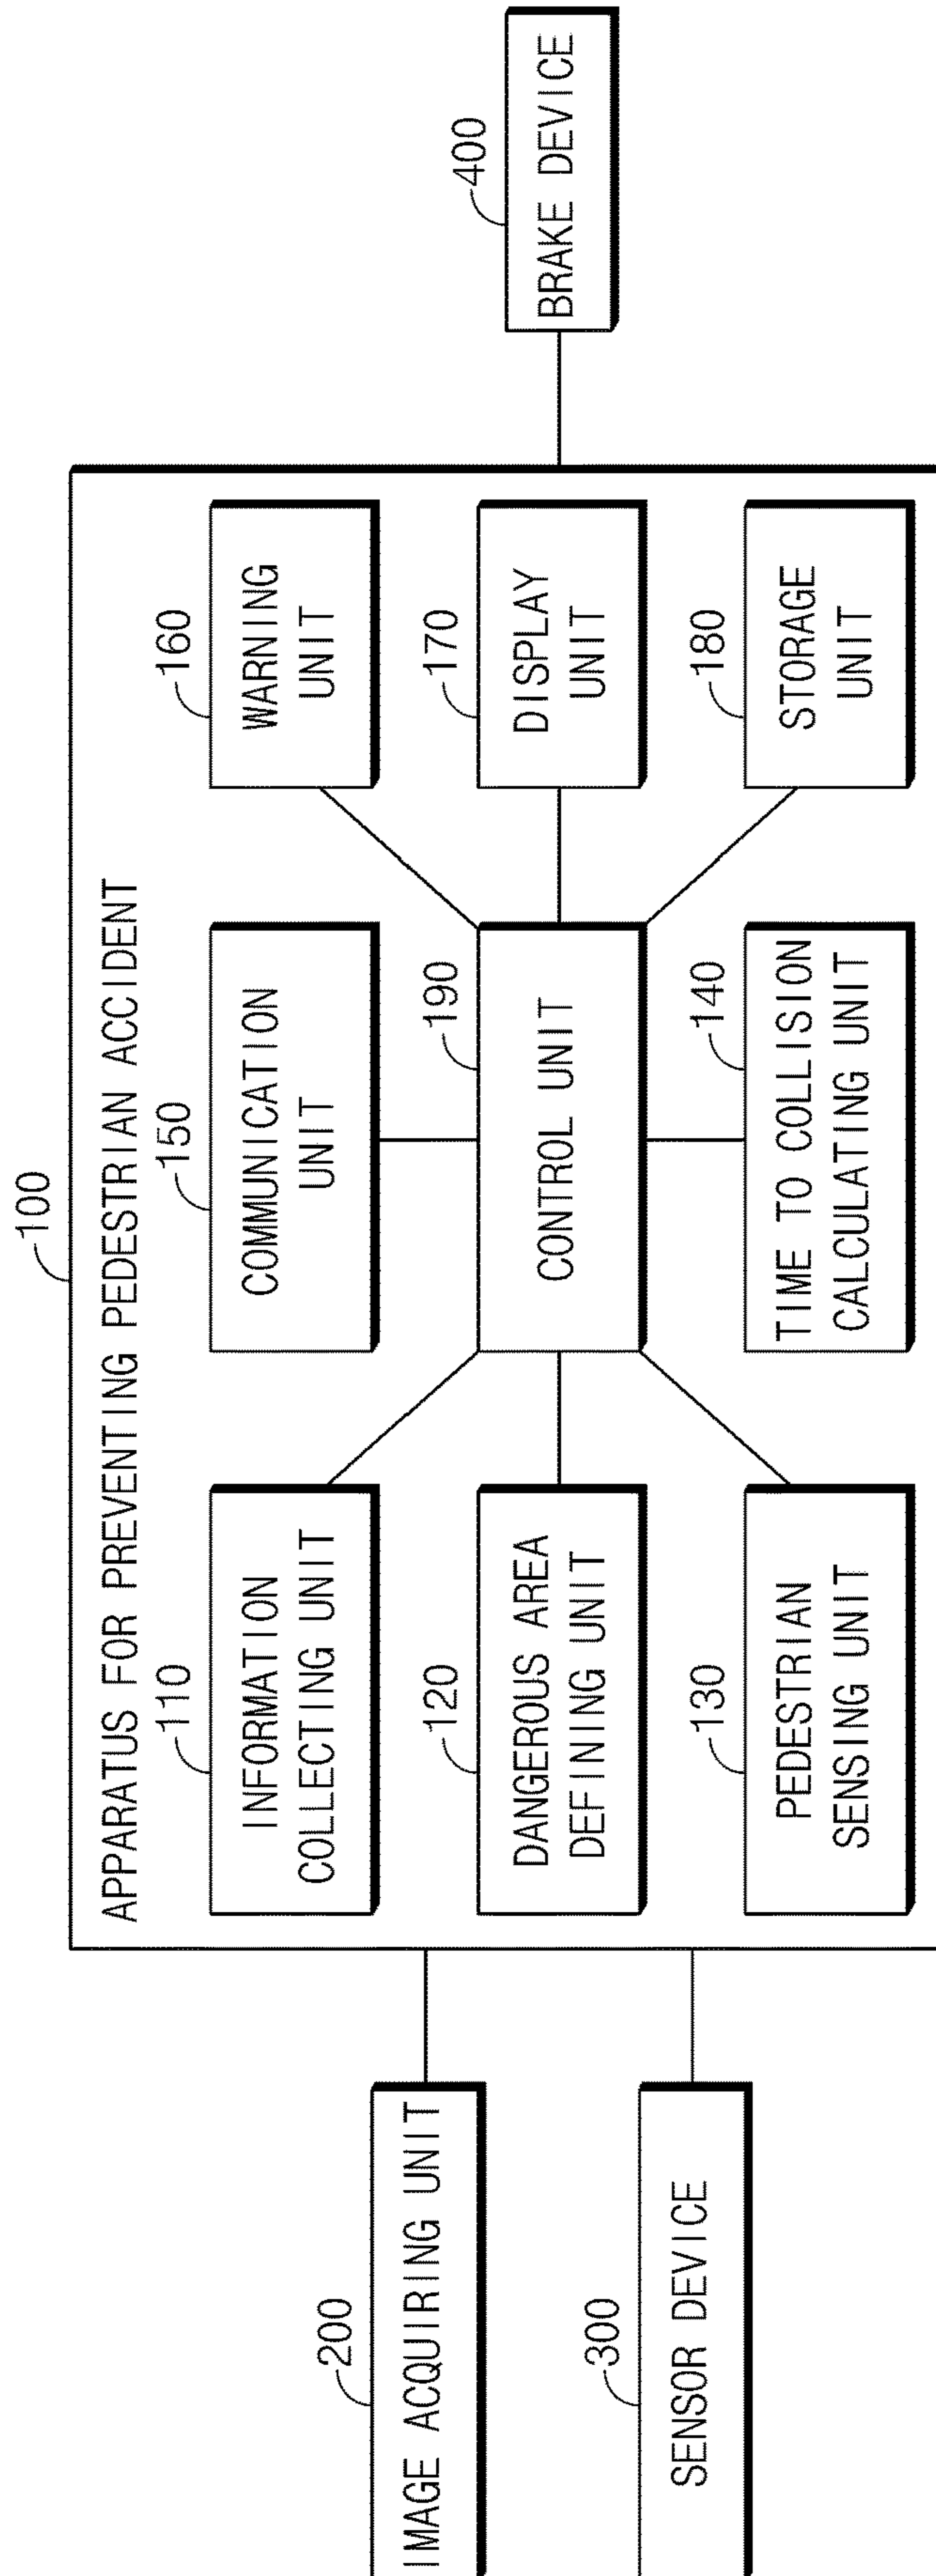 100
APPARATUS FOR PREVENTING PEDESTRIAN ACCIDENT
110
INFORMATION
COLLECTING UNIT
150
COMMUNICATION
UNIT
160
WARNING
UNIT
200
IMAGE ACQUIRING UNIT
120
DANGEROUS AREA
DEFINING UNIT
190
CONTROL UNIT
170
DISPLAY
UNIT
400
BRAKE DEVICE
300
SENSOR DEVICE
130
PEDESTRIAN
SENSING UNIT
140
TIME TO COLLISION
CALCULATING UNIT
180
STORAGE
UNIT